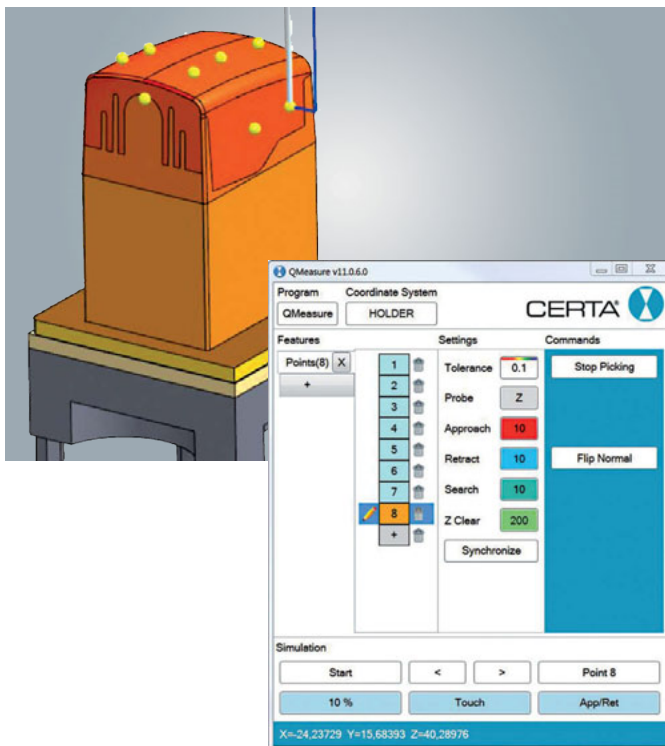 QMeasure v11.0.6.0
Program Coordinate System
QMeasure HOLDER
CERTA
Features Settings Commands
Points(8) X
+
1
2
3
4
5
6
7
8
+
Tolerance 0.1
Probe Z
Approach 10
Retract 10
Search 10
Z Clear 200
Synchronize
Stop Picking
Flip Normal
Simulation
Start < > Point 8
10 % Touch App/Ret
X=-24,23729 Y=15,68393 Z=40,28976